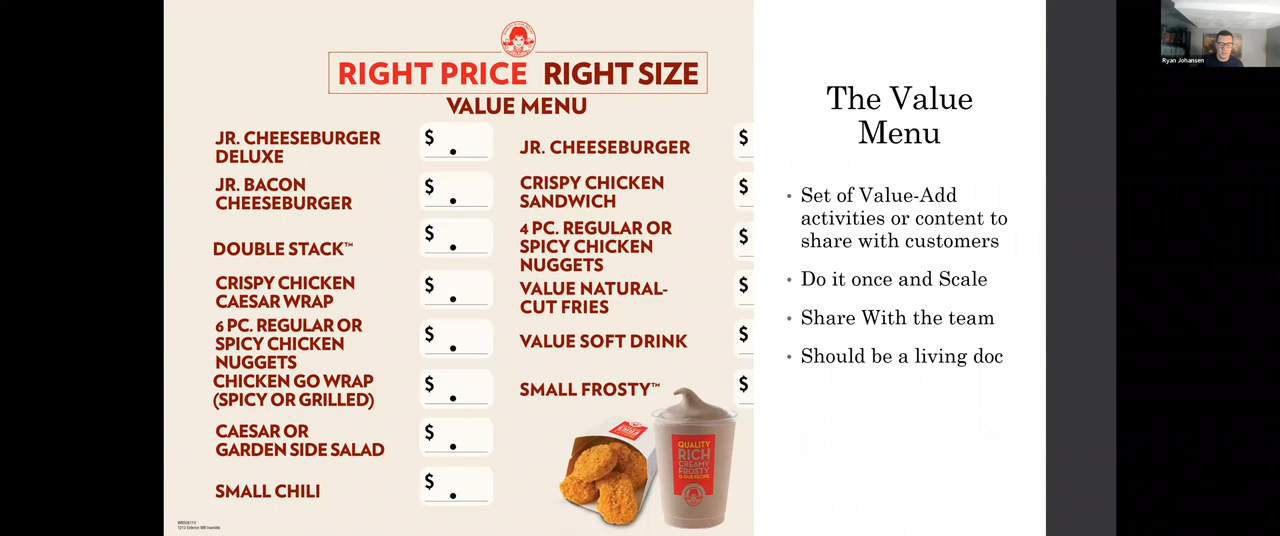 RIGHT PRICE RIGHT SIZE
VALUE MENU
JR. CHEESEBURGER
DELUXE
$ .
JR. BACON
CHEESEBURGER
$ .
DOUBLE STACK™
$ .
CRISPY CHICKEN
CAESAR WRAP
$ .
6 PC. REGULAR OR
SPICY CHICKEN
NUGGETS
$ .
CHICKEN GO WRAP
(SPICY OR GRILLED)
$ .
CAESAR OR
GARDEN SIDE SALAD
$ .
SMALL CHILI
$ .
JR. CHEESEBURGER
$
CRISPY CHICKEN
SANDWICH
$
4 PC. REGULAR OR
SPICY CHICKEN
NUGGETS
$
VALUE NATURAL-
CUT FRIES
$
VALUE SOFT DRINK
$
SMALL FROSTY™
$
QUALITY
RICH
CREAMY
FROSTY
IS OUR RECIPE
The Value
Menu
• Set of Value-Add
activities or content to
share with customers
• Do it once and Scale
• Share With the team
• Should be a living doc
Ryan Johansen